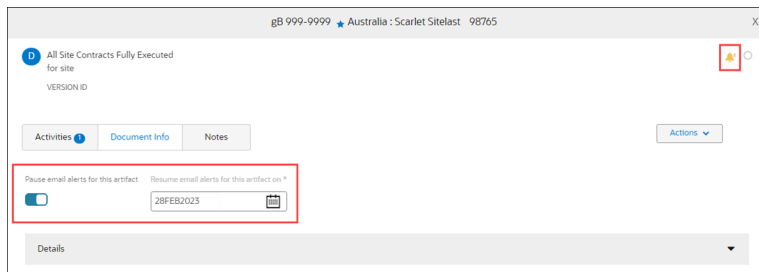 gB 999-9999 Australia : Scarlet Sitelast 98765 X
D All Site Contracts Fully Executed
for site
VERSION ID
Activities 1 Document Info Notes Actions
Pause email alerts for this artifact Resume email alerts for this artifact on *
28FEB2023
Details